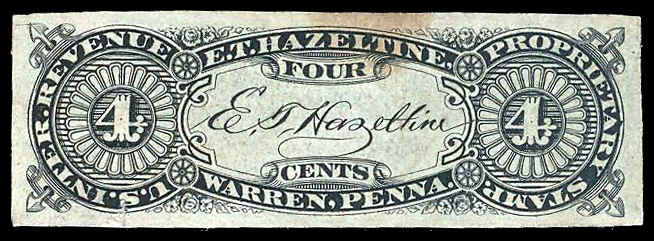 U.S. INTER. REVENUE
E.T. HAZELTINE.
PROPRIETARY STAMP
FOUR
4
E. T. Hazeltine
4
CENTS
WARREN, PENNA.